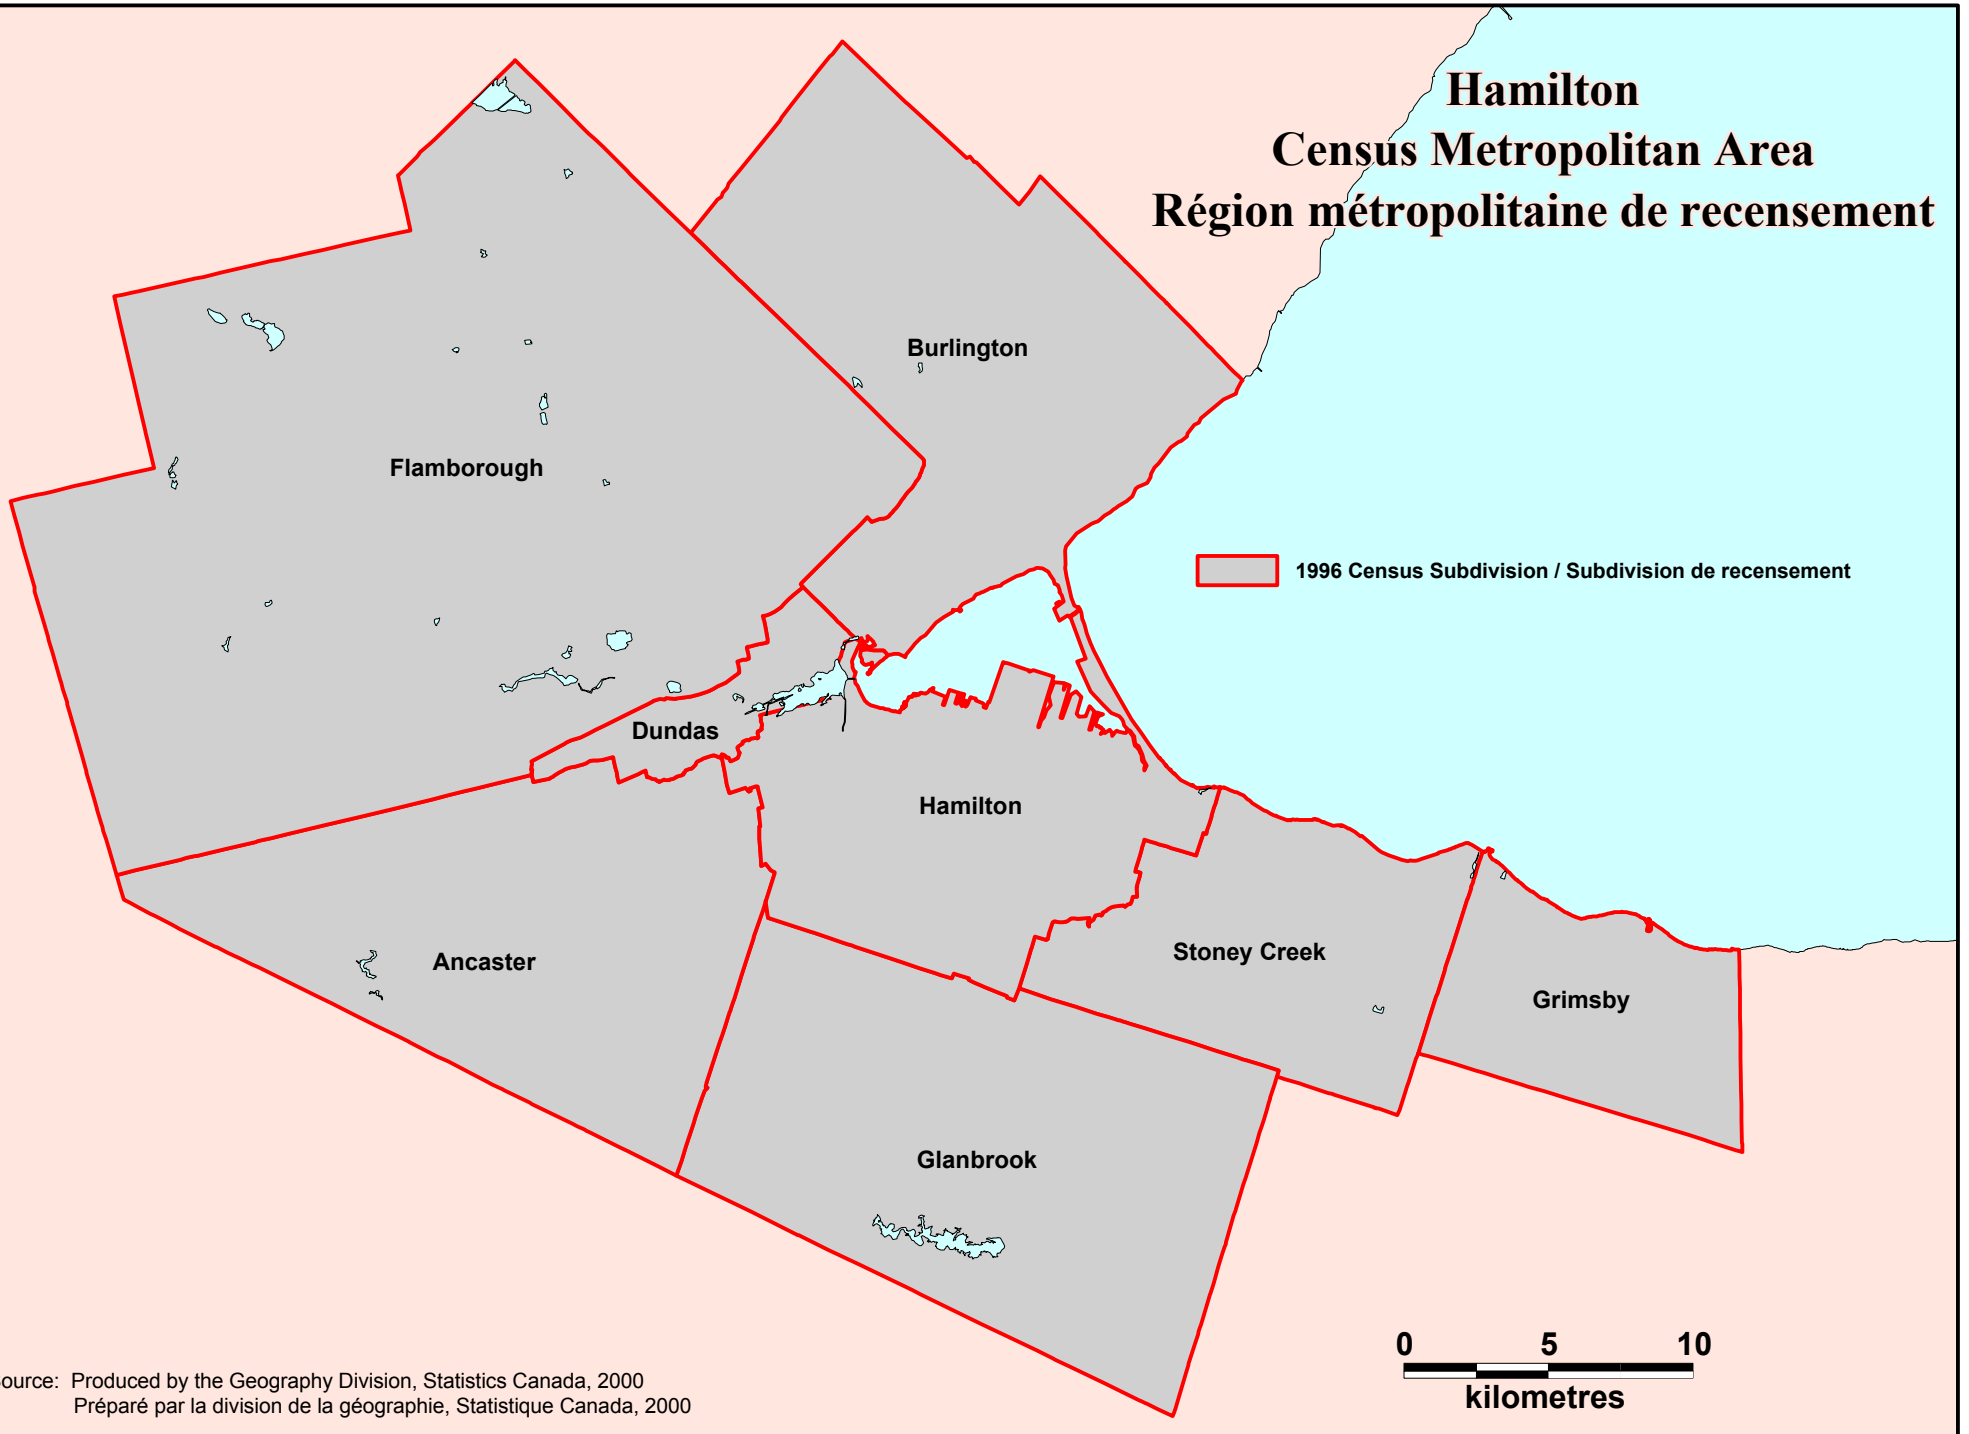 Hamilton
Census Metropolitan Area
Région métropolitaine de recensement
Burlington
Flamborough
1996 Census Subdivision / Subdivision de recensement
Dundas
Hamilton
Stoney Creek
Ancaster
Grimsby
Glanbrook
0 5 10
kilometres
ource: Produced by the Geography Division, Statistics Canada, 2000
Préparé par la division de la géographie, Statistique Canada, 2000